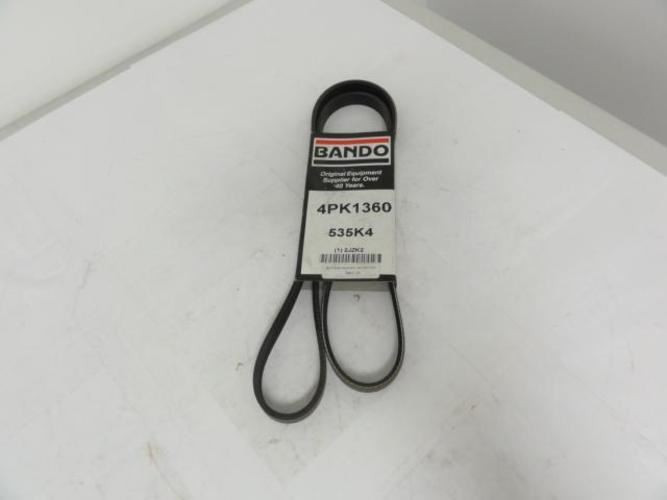 BANDO
Original Equipment
Supplier for Over
40 Years.
4PK1360
535K4